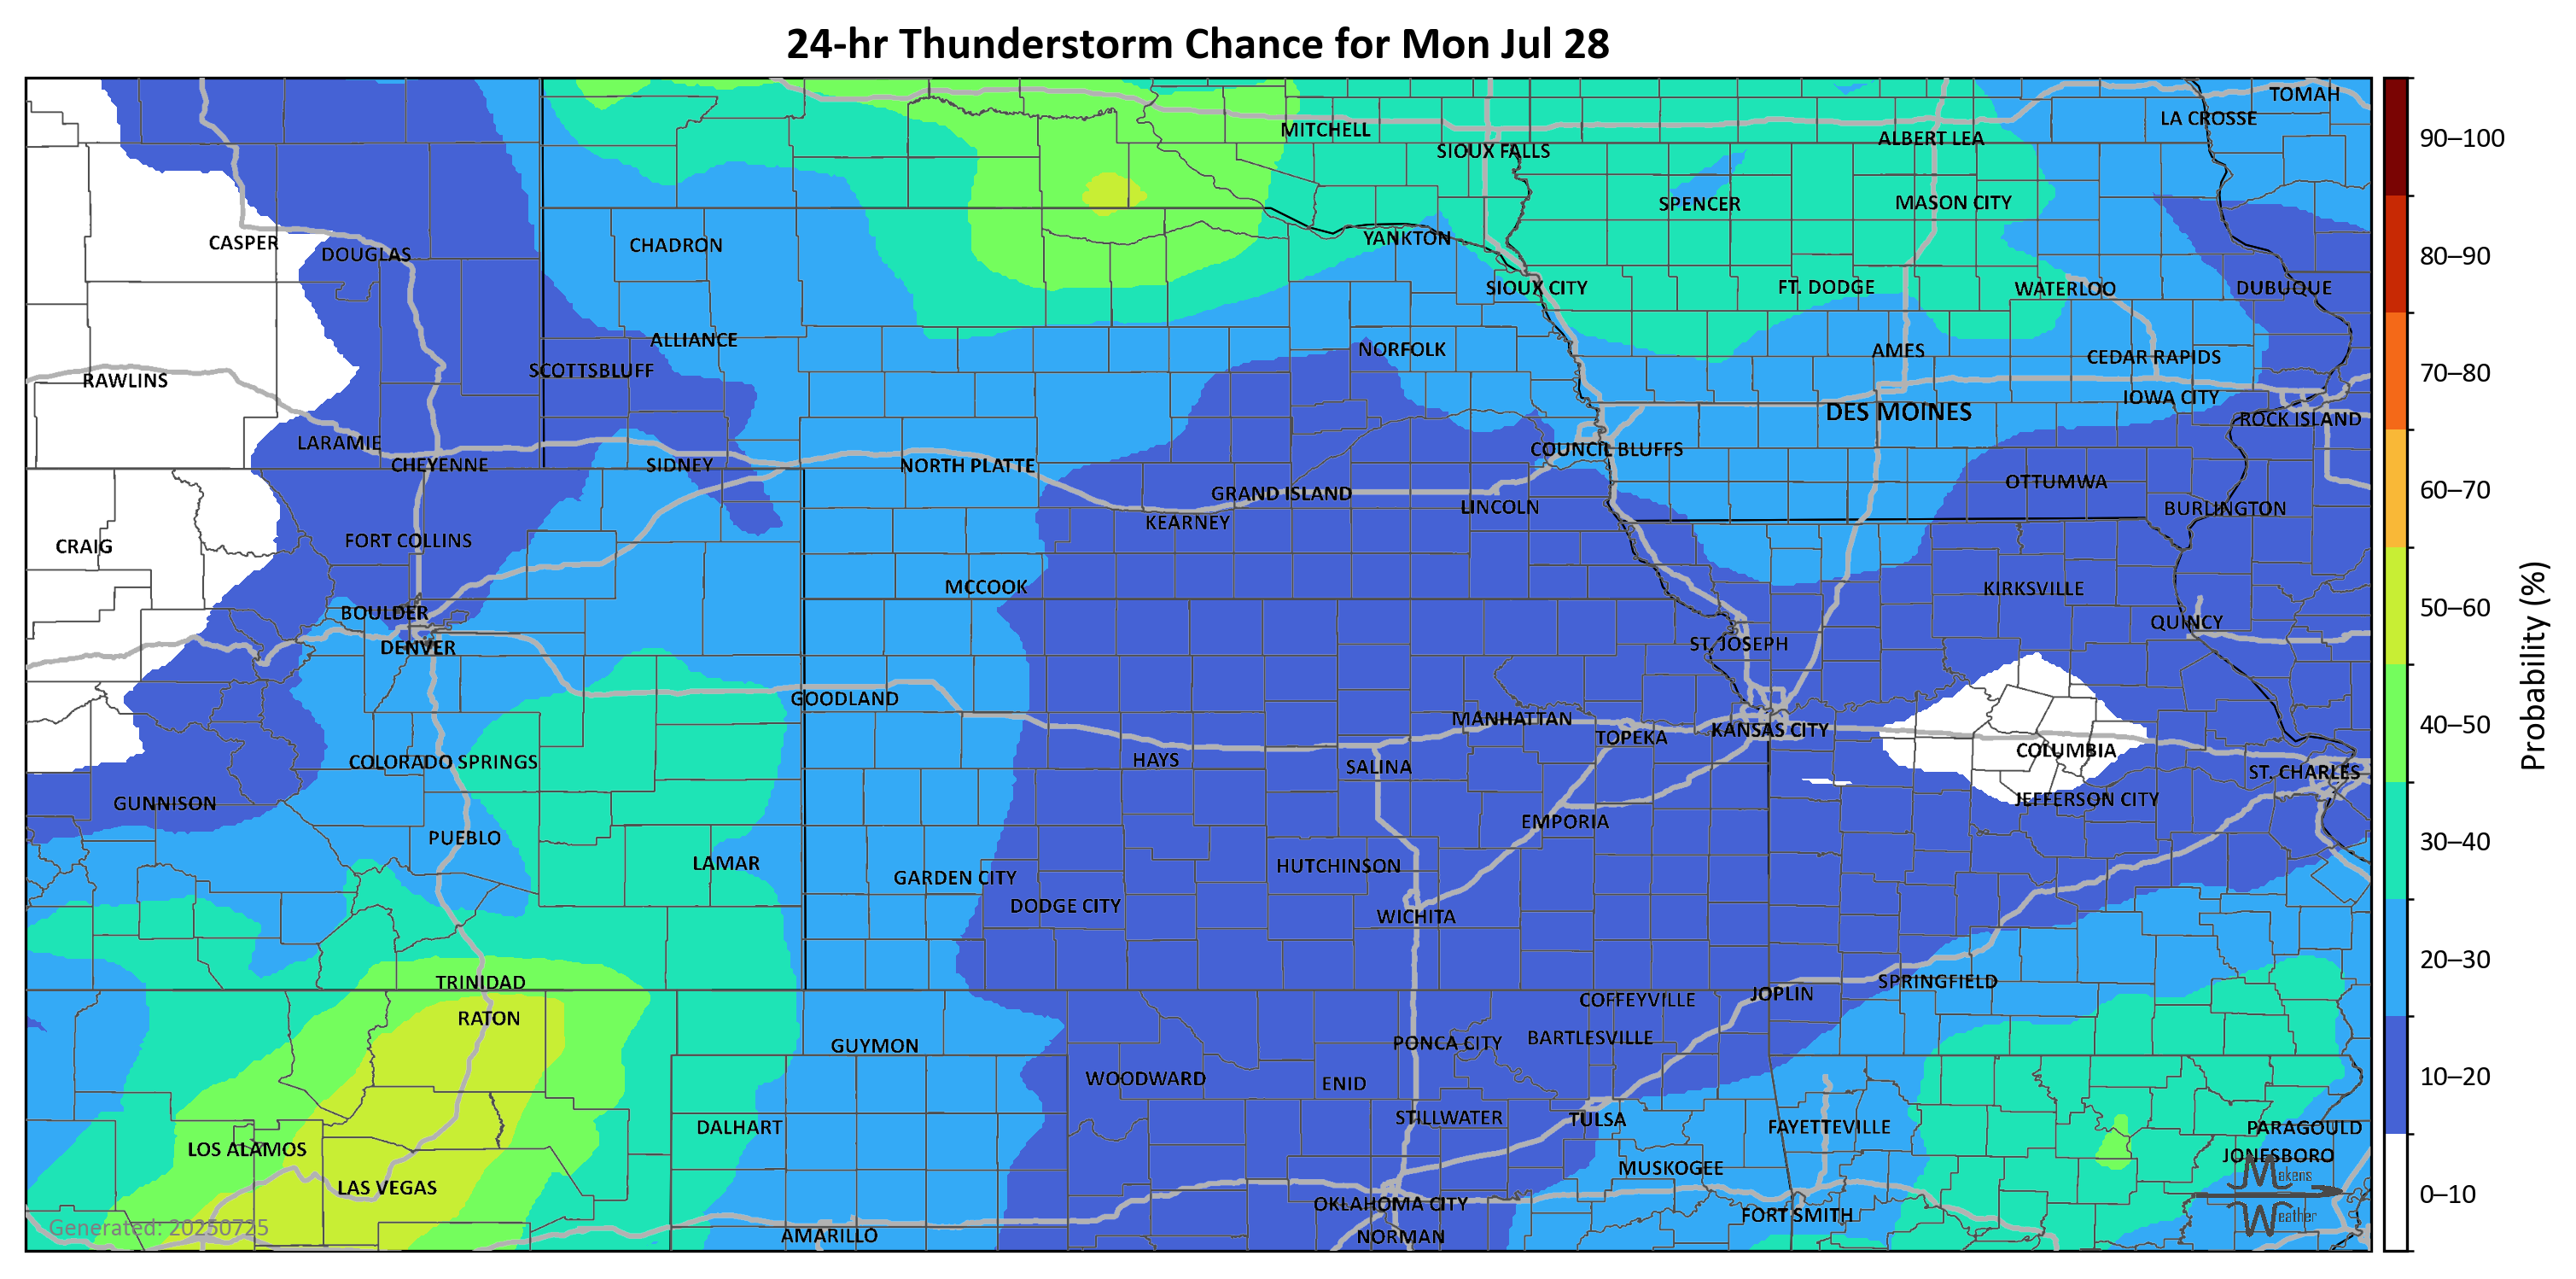 24-hr Thunderstorm Chance for Mon Jul 28
TOMAH
LA CROSSE
MITCHELL
ALBERT LEA
SIOUX FALLS
SPENCER
MASON CITY
CASPER
DOUGLAS
CHADRON
YANKTON
SIOUX CITY
FT. DODGE
WATERLOO
DUBUQUE
ALLIANCE
NORFOLK
AMES
CEDAR RAPIDS
SCOTTSBLUFF
RAWLINS
IOWA CITY
DES MOINES
ROCK ISLAND
LARAMIE
COUNCIL BLUFFS
CHEYENNE
SIDNEY
NORTH PLATTE
OTTUMWA
GRAND ISLAND
LINCOLN
BURLINGTON
KEARNEY
CRAIG
FORT COLLINS
MCCOOK
KIRKSVILLE
BOULDER
QUINCY
DENVER
ST. JOSEPH
GOODLAND
MANHATTAN
KANSAS CITY
TOPEKA
COLUMBIA
COLORADO SPRINGS
HAYS
SALINA
ST. CHARLES
GUNNISON
JEFFERSON CITY
EMPORIA
PUEBLO
LAMAR
HUTCHINSON
GARDEN CITY
DODGE CITY
WICHITA
TRINIDAD
SPRINGFIELD
JOPLIN
COFFEYVILLE
RATON
BARTLESVILLE
GUYMON
PONCA CITY
WOODWARD
ENID
STILLWATER
TULSA
DALHART
FAYETTEVILLE
PARAGOULD
LOS ALAMOS
JONESBORO
MUSKOGEE
LAS VEGAS
OKLAHOMA CITY
FORT SMITH
AMARILLO
NORMAN
Generated: 20250725
Makens
Weather
90–100
80–90
70–80
60–70
50–60
40–50
30–40
20–30
10–20
0–10
Probability (%)